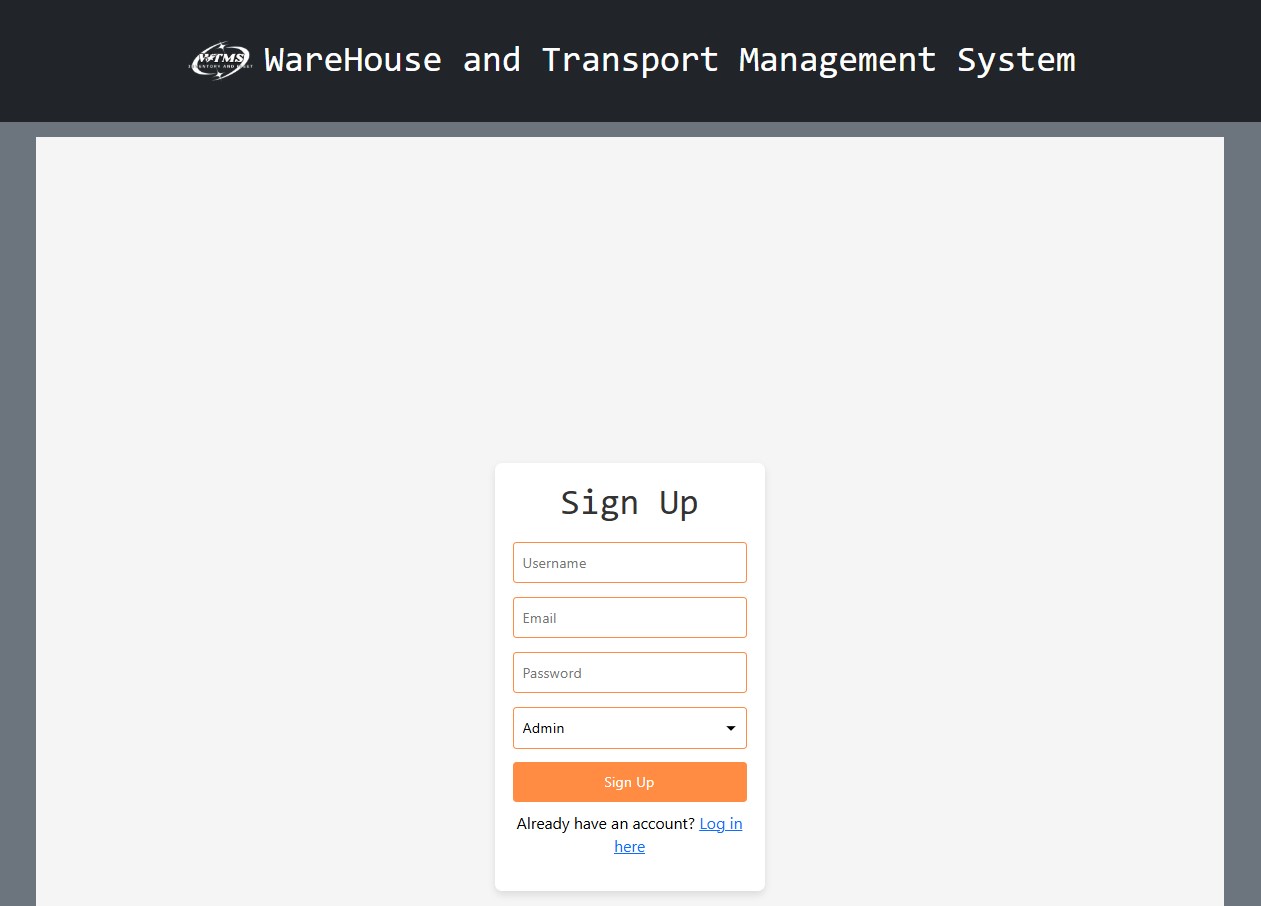 WTMS
WareHouse and Transport Management System
Sign Up
Username
Email
Password
Admin
Sign Up
Already have an account? Log in
here